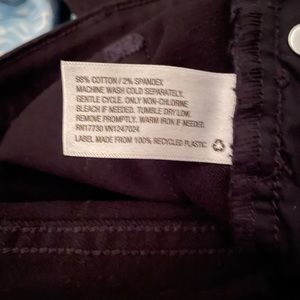 98% COTTON / 2% SPANDEX
MACHINE WASH COLD SEPARATELY.
GENTLE CYCLE. ONLY NON-CHLORINE
BLEACH IF NEEDED. TUMBLE DRY LOW.
REMOVE PROMPTLY. WARM IRON IF NEEDED.
RN17730 VN1247024
LABEL MADE FROM 100% RECYCLED PLASTIC